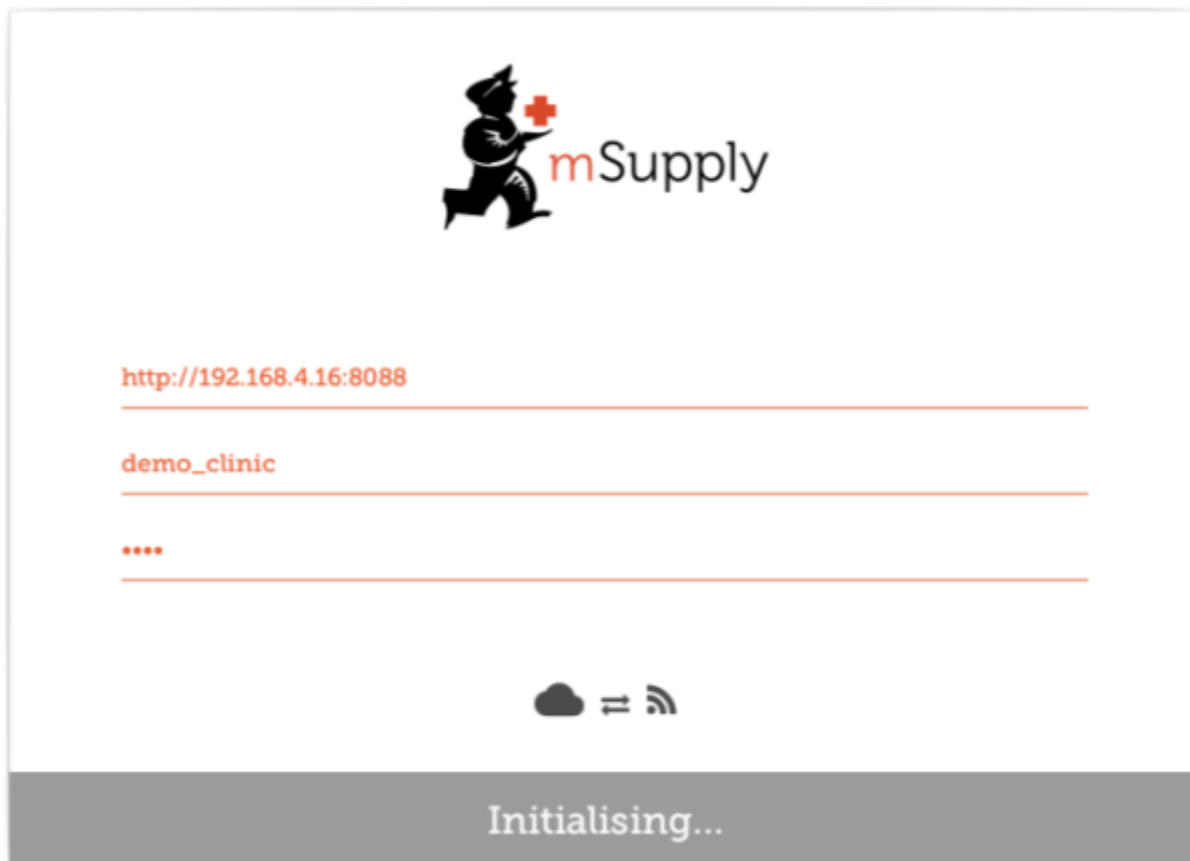 mSupply
http://192.168.4.16:8088
demo_clinic
••••
Initialising...